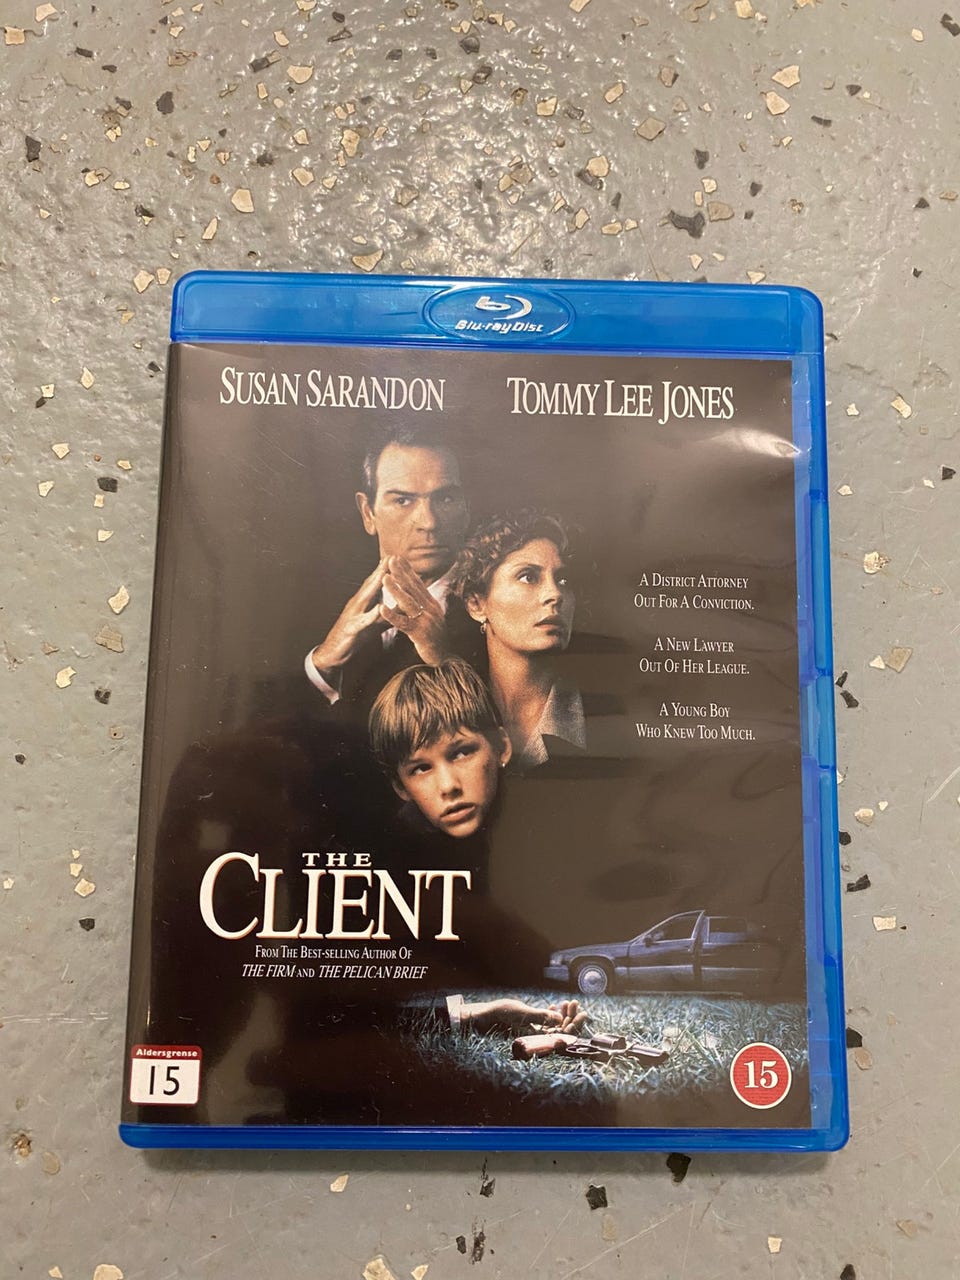 Blu-ray Disc
SUSAN SARANDON
TOMMY LEE JONES
A DISTRICT ATTORNEY
OUT FOR A CONVICTION.
A NEW LAWYER
OUT OF HER LEAGUE.
A YOUNG BOY
WHO KNEW TOO MUCH.
THE
CLIENT
FROM THE BEST-SELLING AUTHOR OF
THE FIRM AND THE PELICAN BRIEF
Aldersgrense
15
15